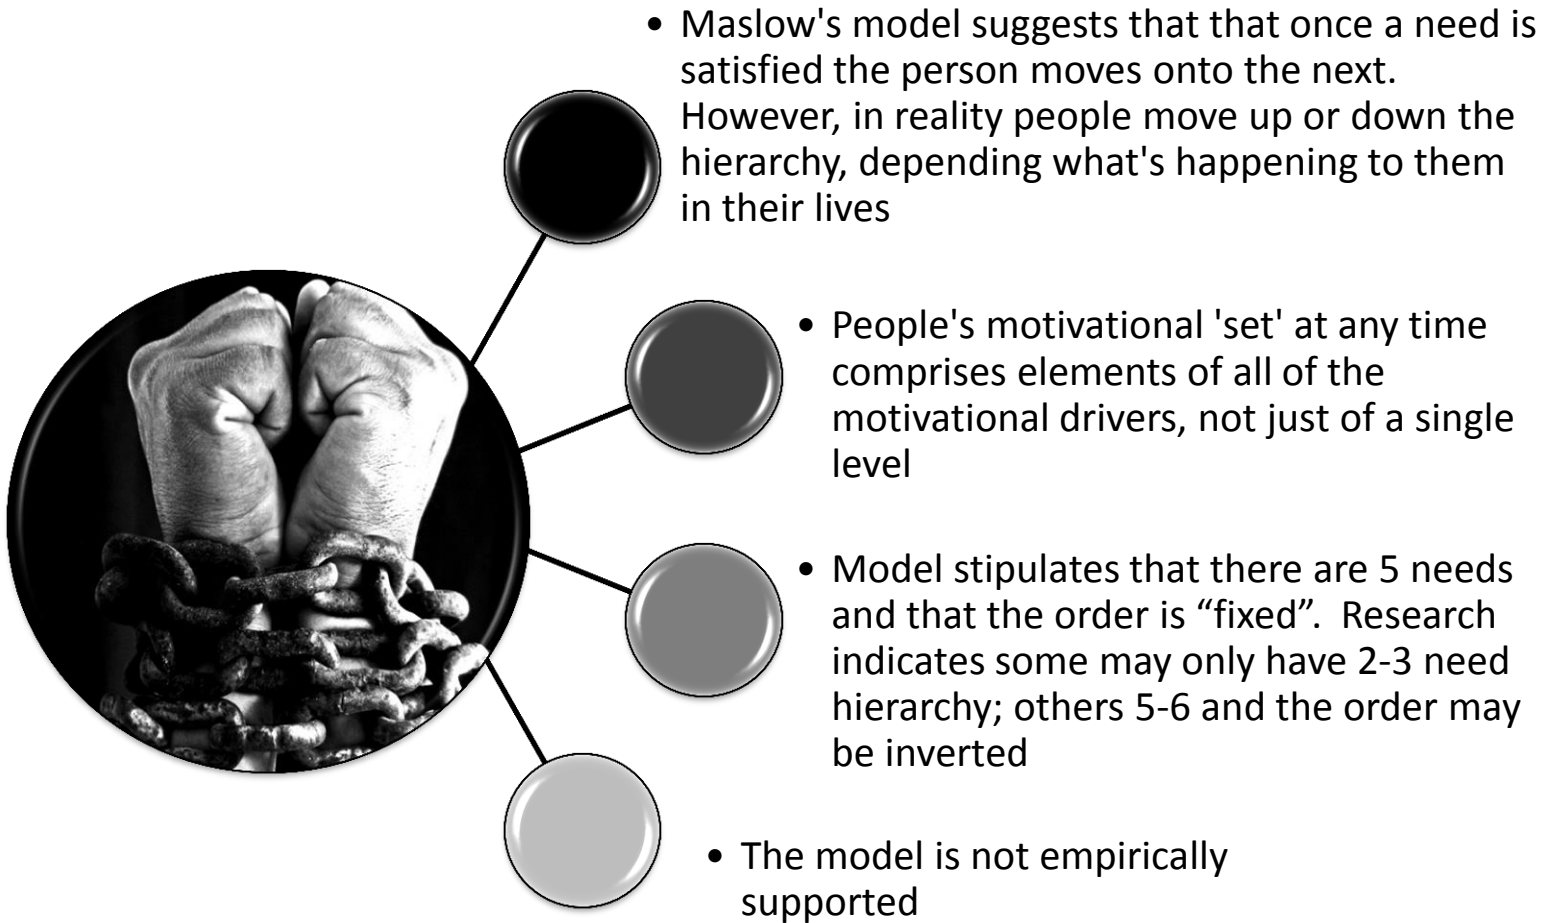 • Maslow's model suggests that that once a need is
satisfied the person moves onto the next.
However, in reality people move up or down the
hierarchy, depending what's happening to them
in their lives
• People's motivational 'set' at any time
comprises elements of all of the
motivational drivers, not just of a single
level
• Model stipulates that there are 5 needs
and that the order is “fixed”.  Research
indicates some may only have 2-3 need
hierarchy; others 5-6 and the order may
be inverted
• The model is not empirically
supported